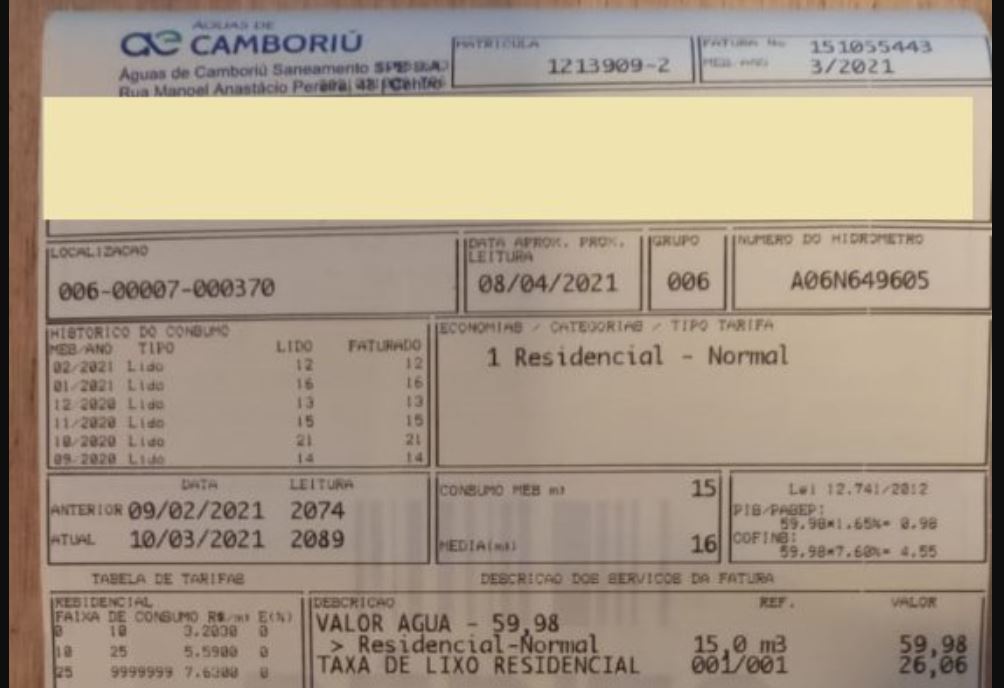 ÁGUAS DE
CAMBORIÚ
Águas de Camboriú Saneamento
Rua Manoel Anastácio Pereira, 48 Centro
MATRICULA
1213909-2
FATURA No 151055443
MES/ANO 3/2021
LOCALIZACAO
006-00007-000370
DATA APROX. PROX.
LEITURA
08/04/2021
GRUPO
006
NUMERO DO HIDROMETRO
A06N649605
HISTORICO DO CONSUMO
MES/ANO TIPO LIDO FATURADO
02/2021 Lido 12 12
01/2021 Lido 16 16
12/2020 Lido 13 13
11/2020 Lido 15 15
10/2020 Lido 21 21
09/2020 Lido 14 14
ECONOMIAS / CATEGORIAS / TIPO TARIFA
1 Residencial - Normal
DATA LEITURA
ANTERIOR 09/02/2021 2074
ATUAL 10/03/2021 2089
CONSUMO MES m3 15
MEDIA(m3) 16
Lei 12.741/2012
PIS/PASEP:
59.98*1.65%= 0.98
COFINS:
59.98*7.60%= 4.55
TABELA DE TARIFAS
RESIDENCIAL
FAIXA DE CONSUMO R$/m3 E(%)
0 10 3.2030 0
10 25 5.5900 0
25 9999999 7.6300 0
DESCRICAO DOS SERVICOS DA FATURA
DESCRICAO REF. VALOR
VALOR AGUA - 59,98
> Residencial-Normal 15,0 m3 59,98
TAXA DE LIXO RESIDENCIAL 001/001 26,06